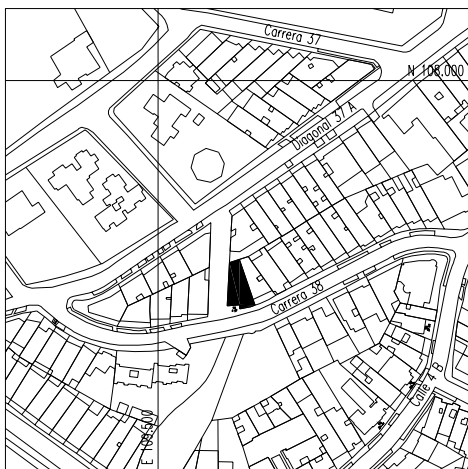 Carrera 37
N 108.000
Diagonal 37 A
Carrera 38
Calle 4 B
E 109.500